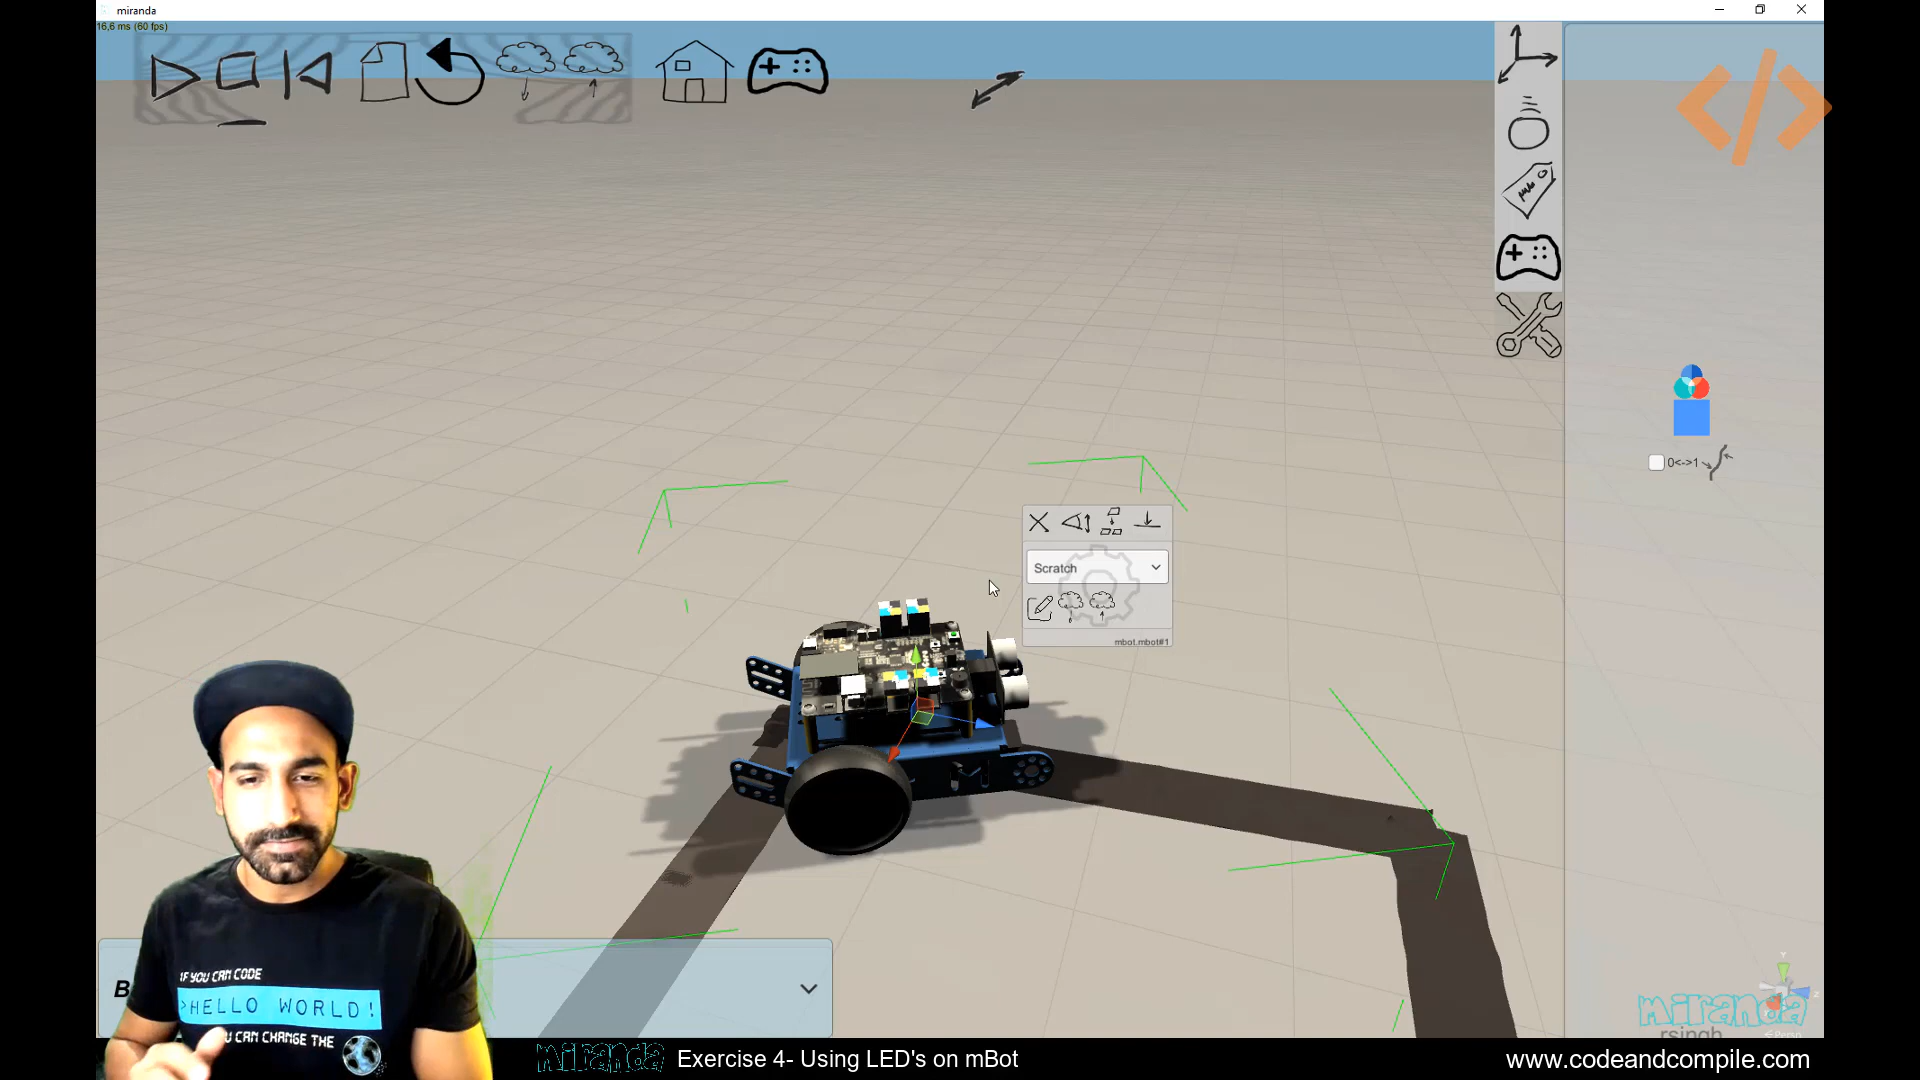 miranda
16,6 ms (60 fps)
Scratch
mbot.mbot#1
0<->1
B
IF YOU CAN CODE
>HELLO WORLD!
U CAN CHANGE THE
miranda
rsingh
miranda Exercise 4- Using LED's on mBot
www.codeandcompile.com